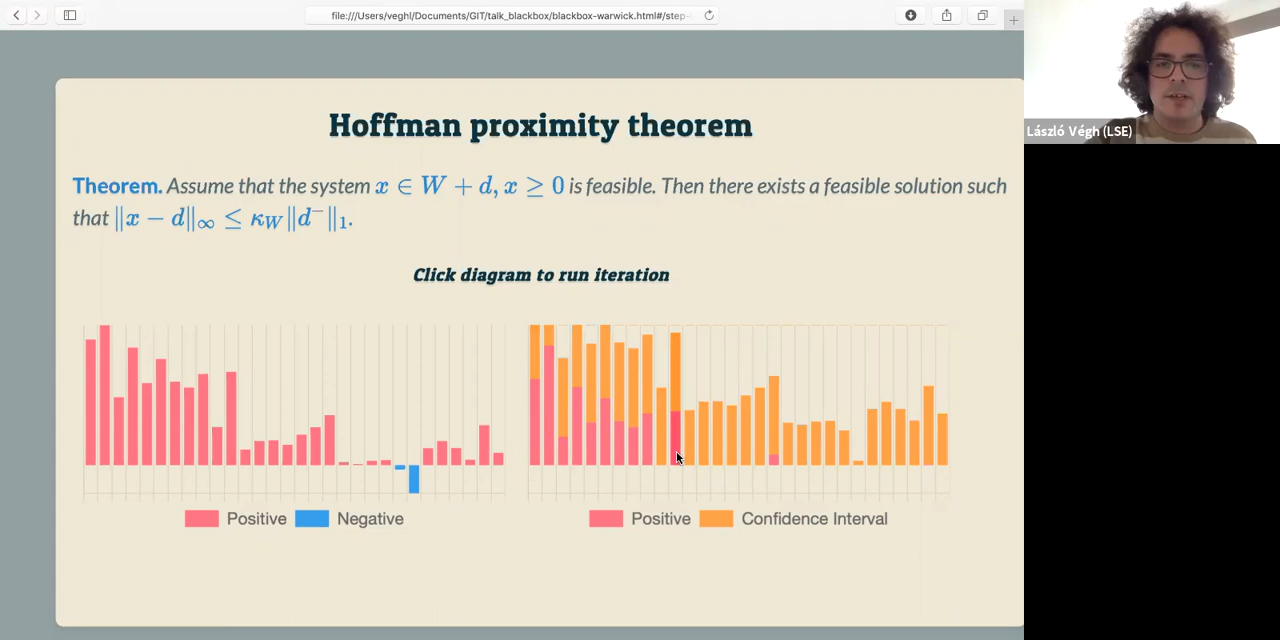 file:///Users/veghl/Documents/GIT/talk_blackbox/blackbox-warwick.html#/step-
László Végh (LSE)
Hoffman proximity theorem
Theorem. Assume that the system x ∈ W + d, x ≥ 0 is feasible. Then there exists a feasible solution such
that ‖x − d‖∞ ≤ κ_W‖d⁻‖₁.
Click diagram to run iteration
Positive Negative
Positive Confidence Interval